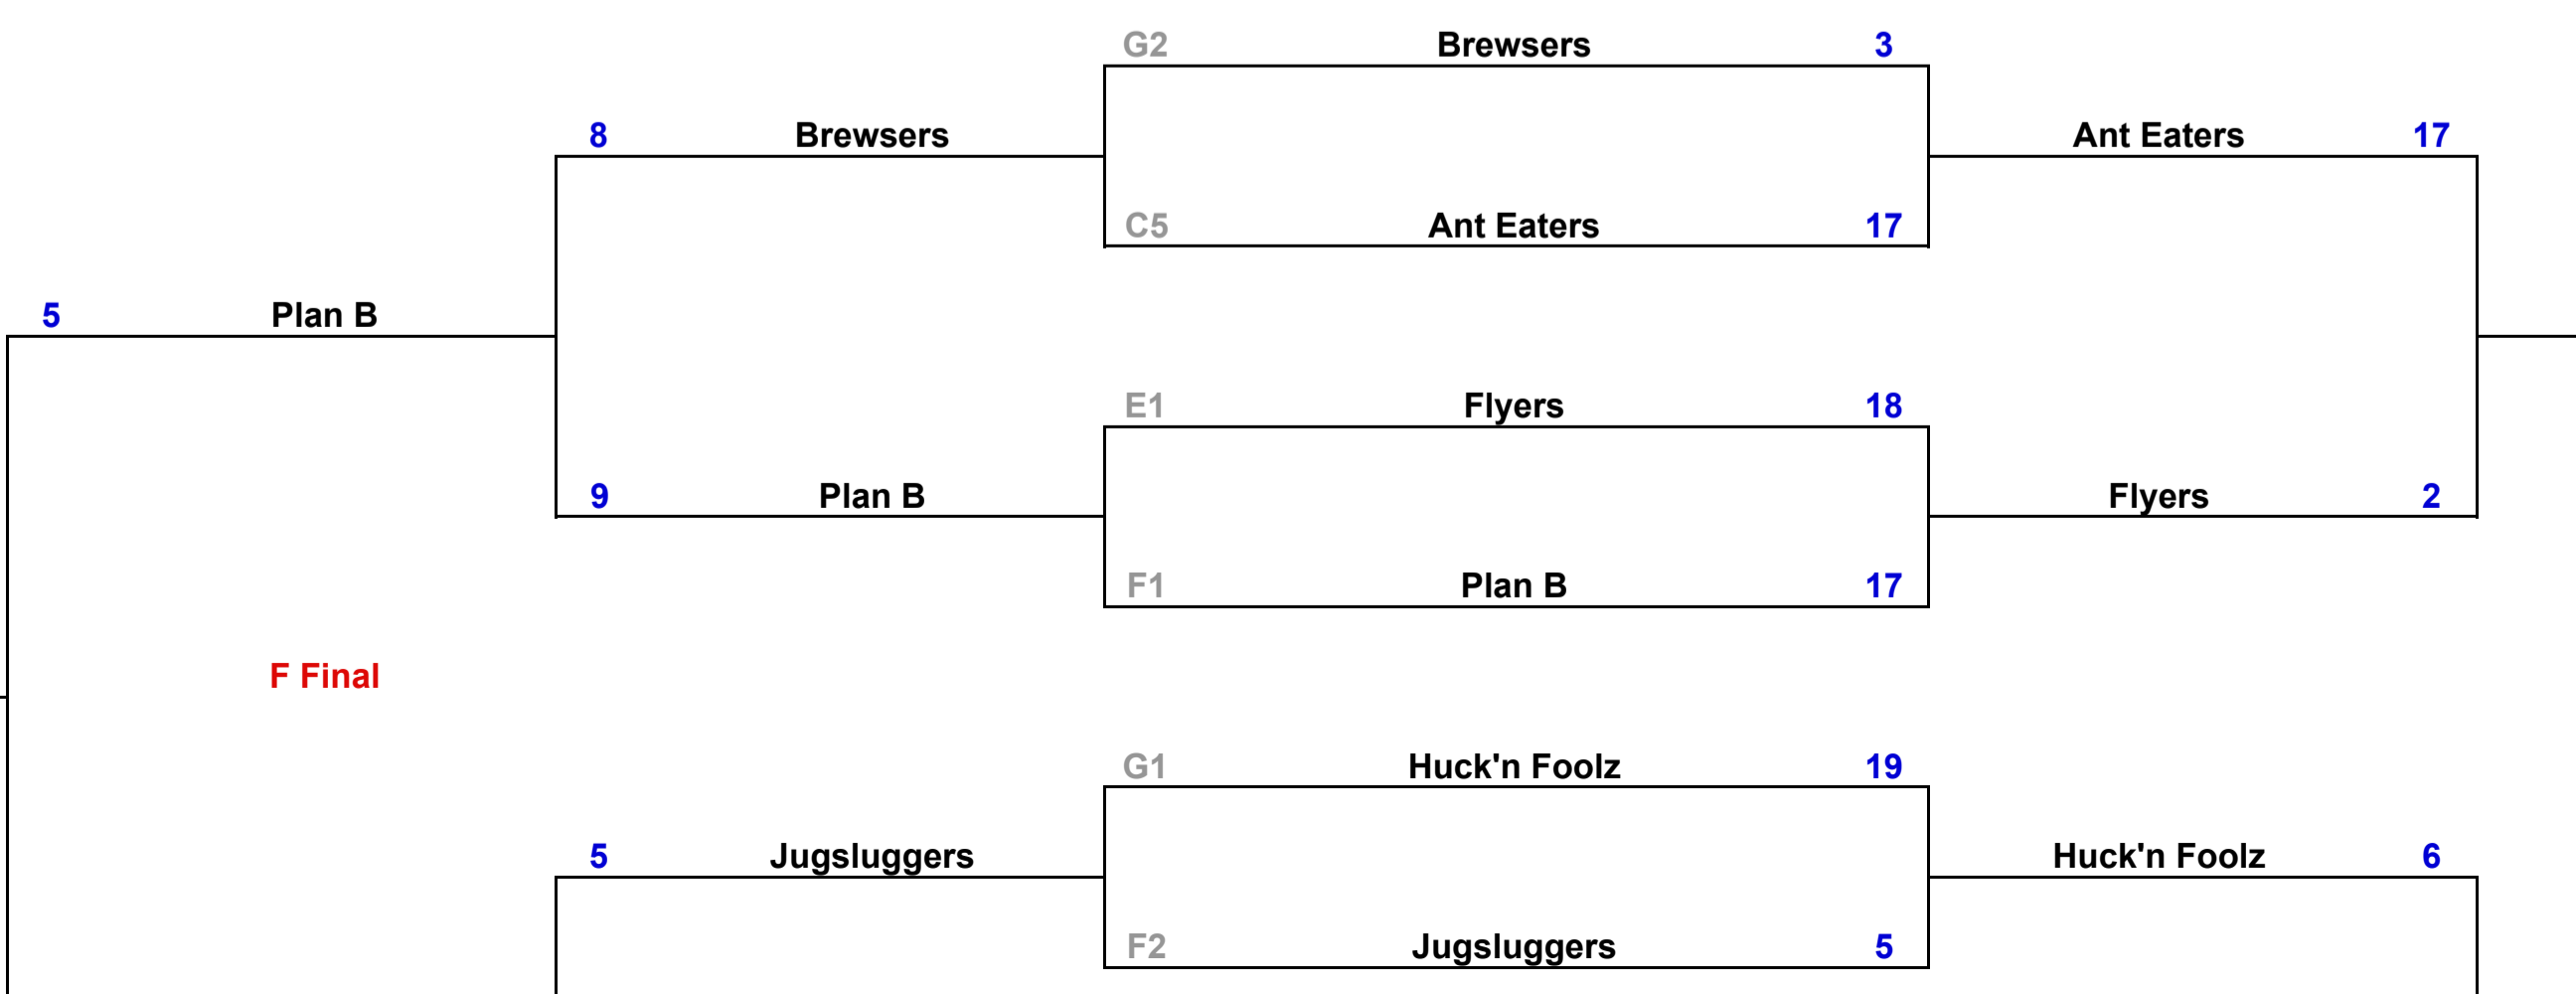 G2 Brewsers 3
8 Brewsers Ant Eaters 17
C5 Ant Eaters 17
5 Plan B
E1 Flyers 18
9 Plan B Flyers 2
F1 Plan B 17
F Final
G1 Huck'n Foolz 19
5 Jugsluggers Huck'n Foolz 6
F2 Jugsluggers 5